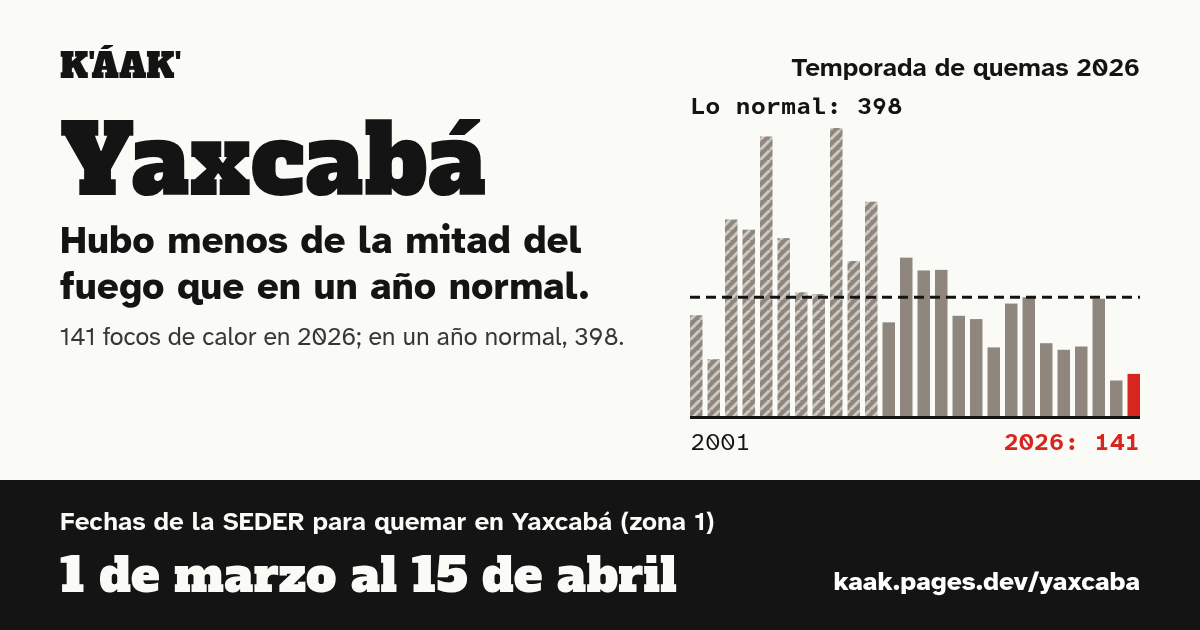 K'ÁAK'
Yaxcabá
Hubo menos de la mitad del
fuego que en un año normal.
141 focos de calor en 2026; en un año normal, 398.
Temporada de quemas 2026
Lo normal: 398
2001
2026: 141
Fechas de la SEDER para quemar en Yaxcabá (zona 1)
1 de marzo al 15 de abril
kaak.pages.dev/yaxcaba